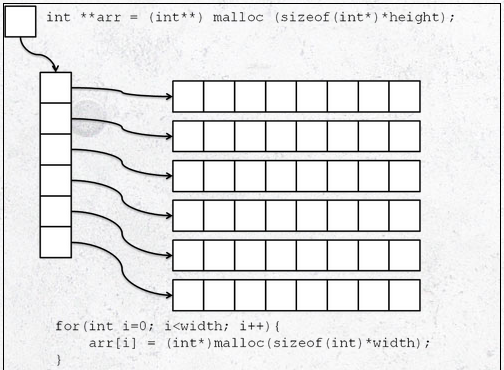 int **arr = (int**) malloc (sizeof(int*)*height);
for(int i=0; i<width; i++){
arr[i] = (int*)malloc(sizeof(int)*width);
}